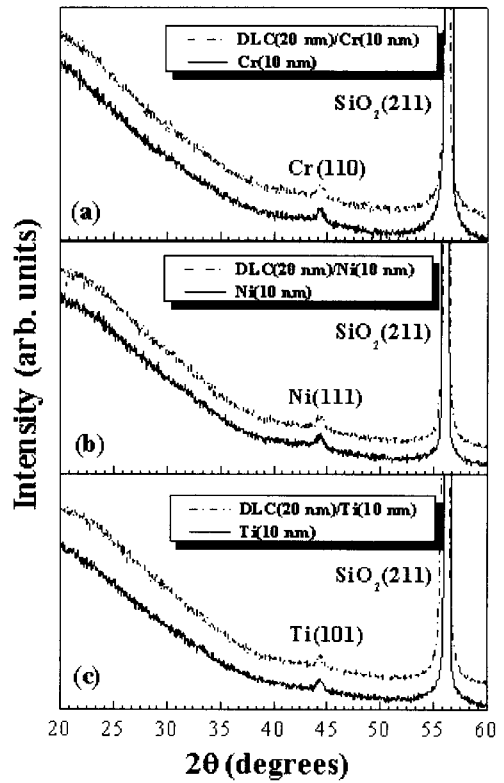 DLC(20 nm)/Cr(10 nm)
Cr(10 nm)
SiO2(211)
Cr(110)
(a)
DLC(20 nm)/Ni(10 nm)
Ni(10 nm)
SiO2(211)
Ni(111)
(b)
DLC(20 nm)/Ti(10 nm)
Ti(10 nm)
SiO2(211)
Ti(101)
(c)
Intensity (arb. units)
20 25 30 35 40 45 50 55 60
2θ (degrees)